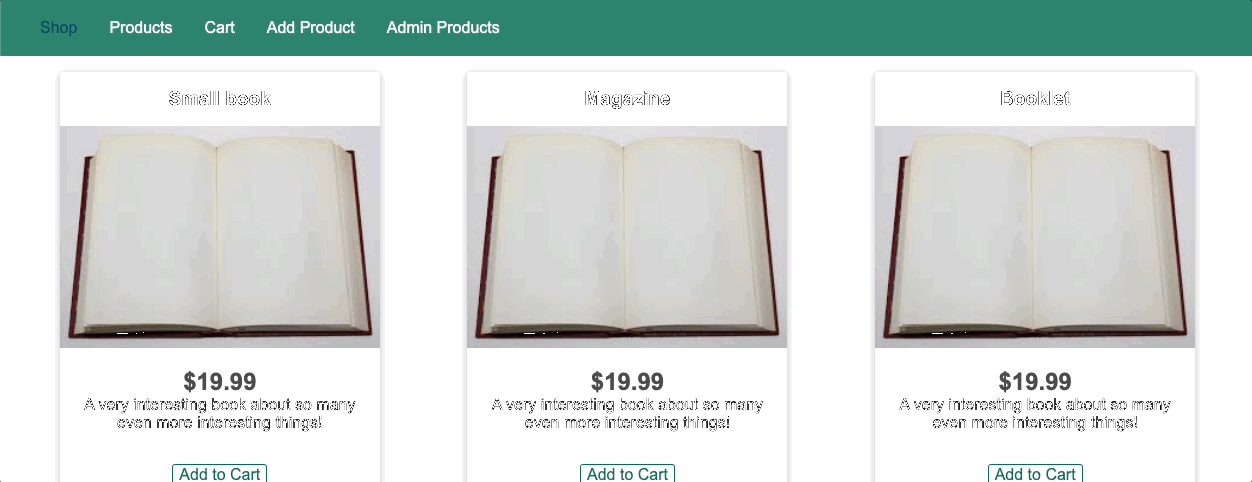 Shop Products Cart Add Product Admin Products
Small book
Magazine
Booklet
$19.99
A very interesting book about so many
even more interesting things!
Add to Cart
$19.99
A very interesting book about so many
even more interesting things!
Add to Cart
$19.99
A very interesting book about so many
even more interesting things!
Add to Cart